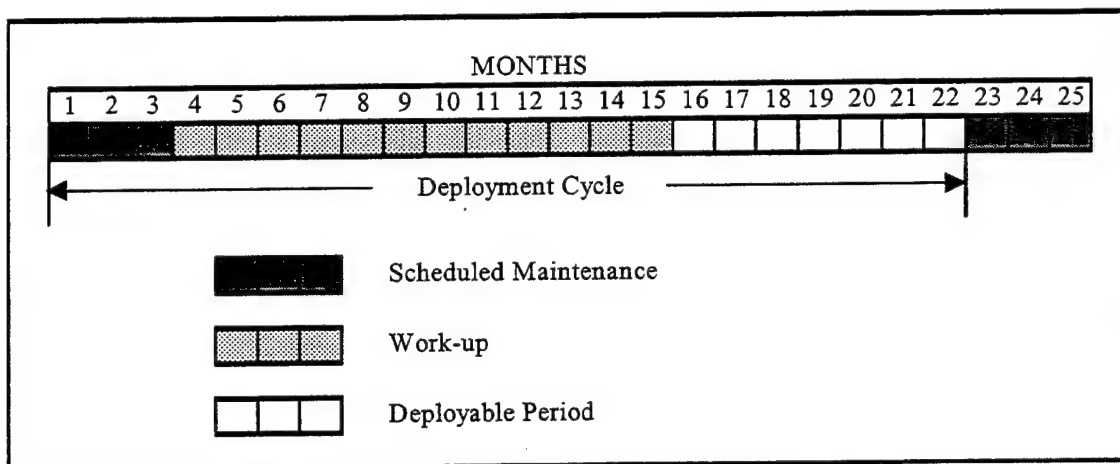 MONTHS
1 2 3 4 5 6 7 8 9 10 11 12 13 14 15 16 17 18 19 20 21 22 23 24 25
Deployment Cycle
Scheduled Maintenance
Work-up
Deployable Period